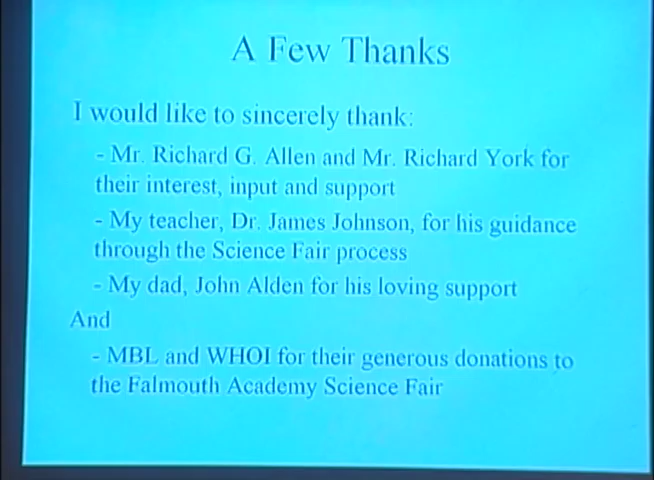 A Few Thanks
I would like to sincerely thank:
- Mr. Richard G. Allen and Mr. Richard York for
their interest, input and support
- My teacher, Dr. James Johnson, for his guidance
through the Science Fair process
- My dad, John Alden for his loving support
And
- MBL and WHOI for their generous donations to
the Falmouth Academy Science Fair